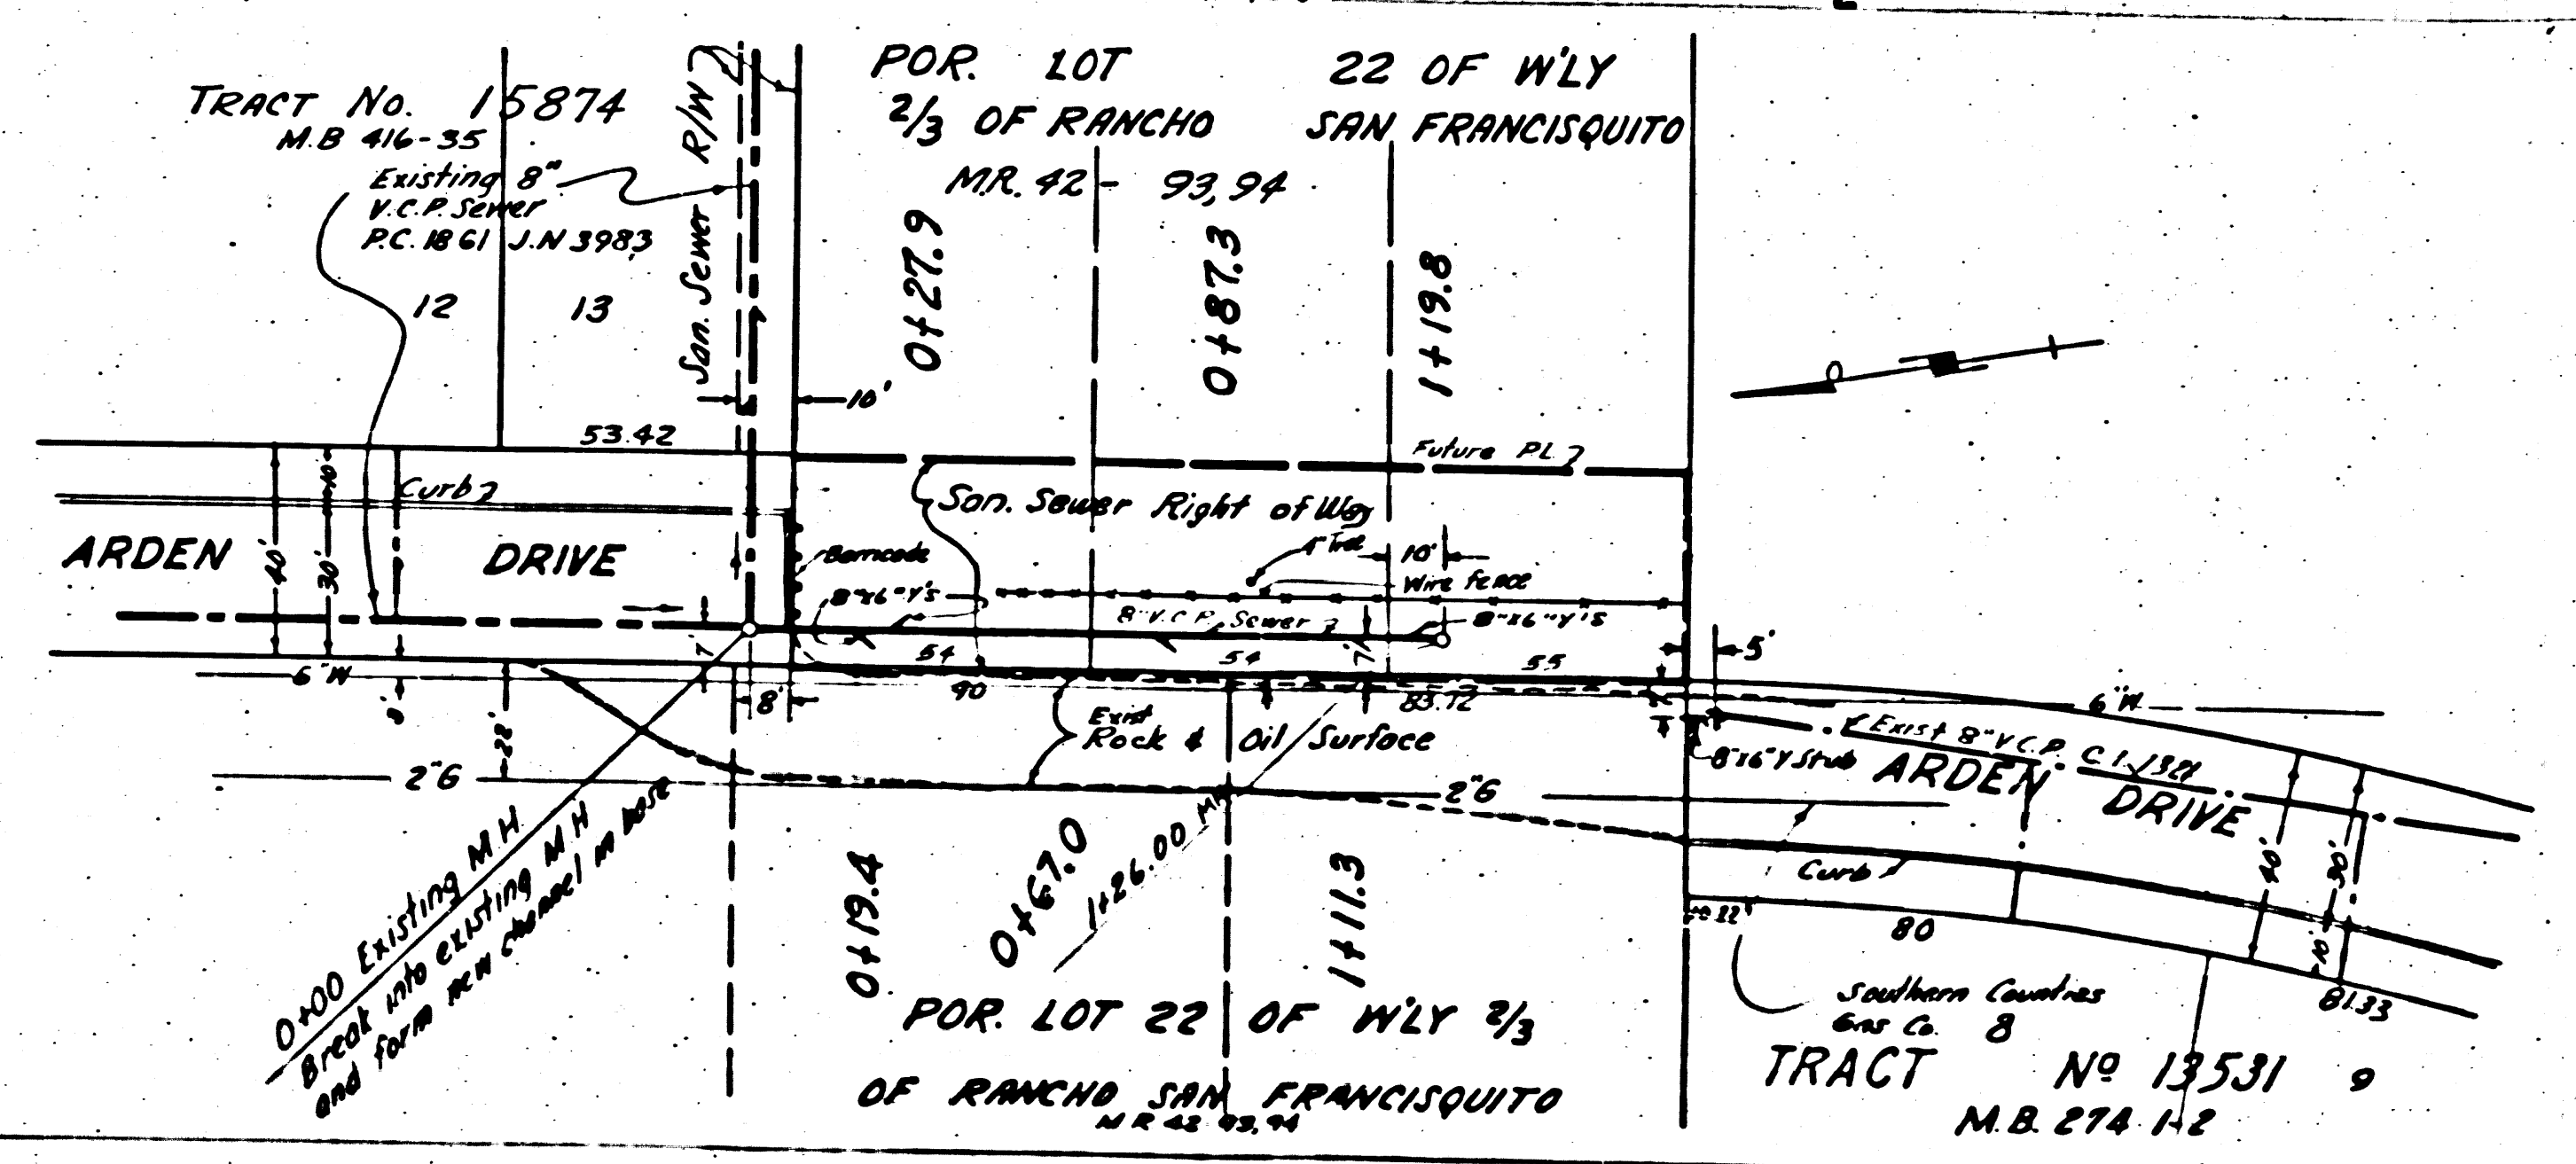 TRACT No. 15874
M.B 416-35
Existing 8"
V.C.P. Sewer
P.C. 1861 J.N 3983
12
13
San. Sewer R/W
10'
POR. LOT 22 OF W'LY
2/3 OF RANCHO SAN FRANCISQUITO
M.R. 42 - 93,94
0+27.9
0+87.3
1+19.8
53.42
Future PL
Curb
10'
40'
30'
ARDEN DRIVE
San. Sewer Right of Way
Barricade
4" Tree
10'
Wire fence
8"x6" Y's
8" V.C.P. Sewer
8"x6" Y's
54
54
55
7'
7'
5'
6" W
8'
90
83.72
6" W
22'
Exist
Rock & Oil Surface
Exist 8" V.C.P.
8"x6" Y Stub
ARDEN DRIVE
2" G
2" G
0+00 Existing M.H.
Break into existing M.H
and form new channel in base
0+19.4
0+67.0
1+26.00 MH
1+11.3
Curb
40'
30'
10'
80
81.33
Southern Counties
Gas Co.
8
POR. LOT 22 OF W'LY 2/3
OF RANCHO SAN FRANCISQUITO
M R 42 93,94
TRACT No 13531
9
M.B. 274 1-2